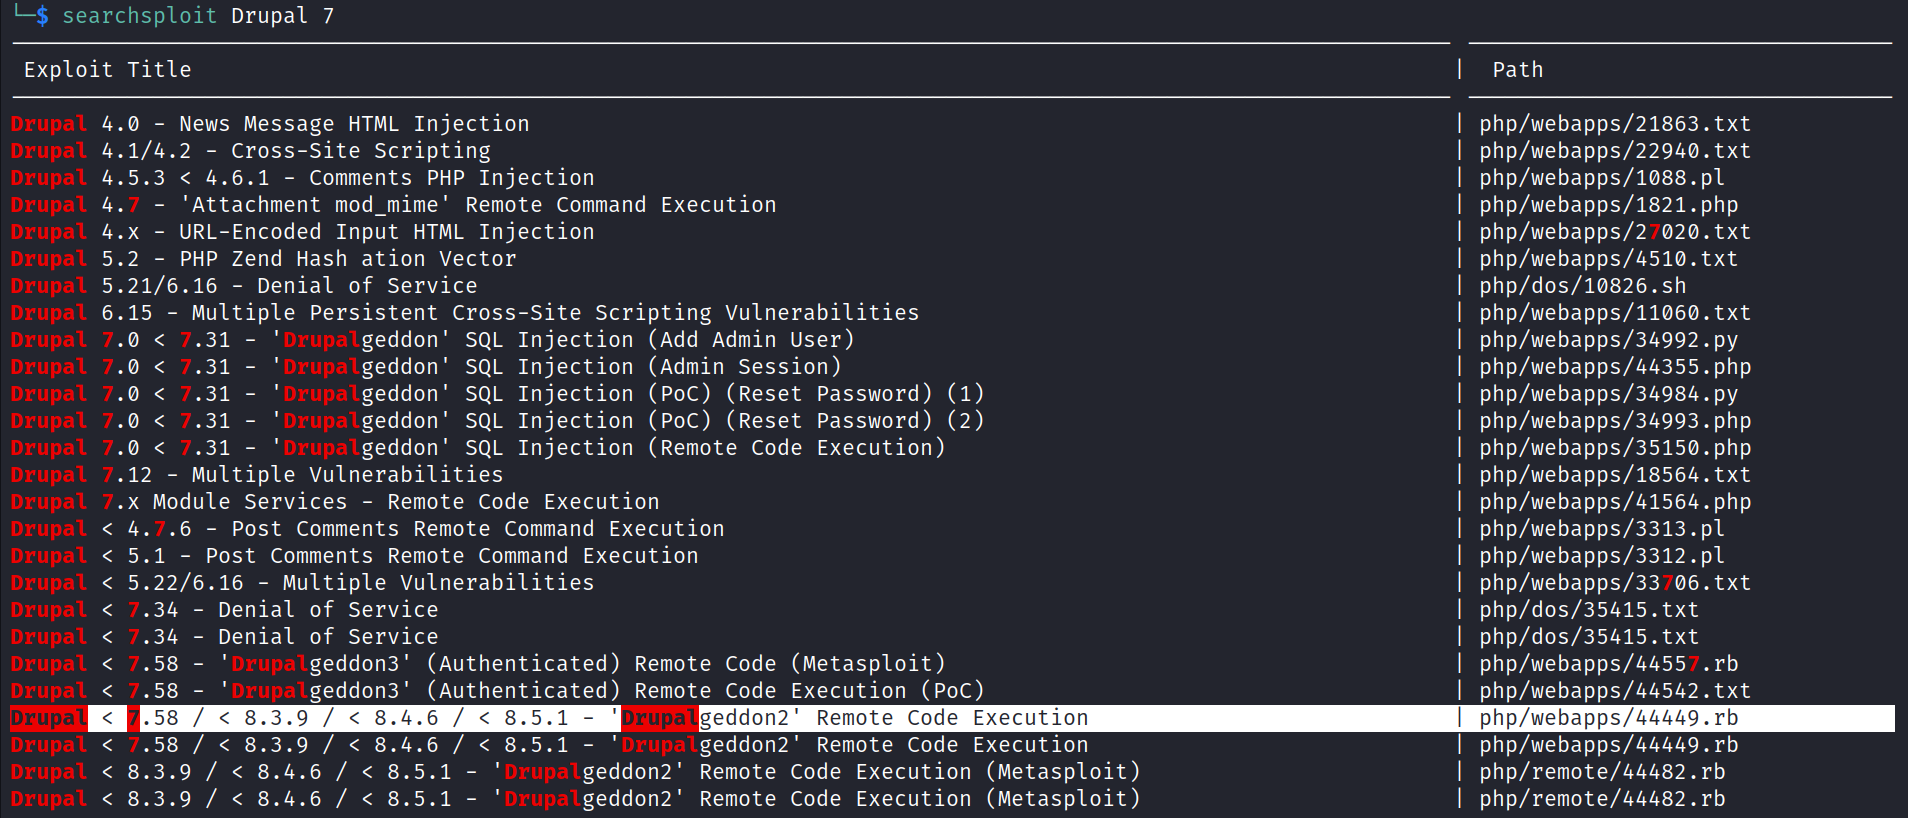 └─$ searchsploit Drupal 7
Exploit Title | Path
Drupal 4.0 - News Message HTML Injection | php/webapps/21863.txt
Drupal 4.1/4.2 - Cross-Site Scripting | php/webapps/22940.txt
Drupal 4.5.3 < 4.6.1 - Comments PHP Injection | php/webapps/1088.pl
Drupal 4.7 - 'Attachment mod_mime' Remote Command Execution | php/webapps/1821.php
Drupal 4.x - URL-Encoded Input HTML Injection | php/webapps/27020.txt
Drupal 5.2 - PHP Zend Hash ation Vector | php/webapps/4510.txt
Drupal 5.21/6.16 - Denial of Service | php/dos/10826.sh
Drupal 6.15 - Multiple Persistent Cross-Site Scripting Vulnerabilities | php/webapps/11060.txt
Drupal 7.0 < 7.31 - 'Drupalgeddon' SQL Injection (Add Admin User) | php/webapps/34992.py
Drupal 7.0 < 7.31 - 'Drupalgeddon' SQL Injection (Admin Session) | php/webapps/44355.php
Drupal 7.0 < 7.31 - 'Drupalgeddon' SQL Injection (PoC) (Reset Password) (1) | php/webapps/34984.py
Drupal 7.0 < 7.31 - 'Drupalgeddon' SQL Injection (PoC) (Reset Password) (2) | php/webapps/34993.php
Drupal 7.0 < 7.31 - 'Drupalgeddon' SQL Injection (Remote Code Execution) | php/webapps/35150.php
Drupal 7.12 - Multiple Vulnerabilities | php/webapps/18564.txt
Drupal 7.x Module Services - Remote Code Execution | php/webapps/41564.php
Drupal < 4.7.6 - Post Comments Remote Command Execution | php/webapps/3313.pl
Drupal < 5.1 - Post Comments Remote Command Execution | php/webapps/3312.pl
Drupal < 5.22/6.16 - Multiple Vulnerabilities | php/webapps/33706.txt
Drupal < 7.34 - Denial of Service | php/dos/35415.txt
Drupal < 7.34 - Denial of Service | php/dos/35415.txt
Drupal < 7.58 - 'Drupalgeddon3' (Authenticated) Remote Code (Metasploit) | php/webapps/44557.rb
Drupal < 7.58 - 'Drupalgeddon3' (Authenticated) Remote Code Execution (PoC) | php/webapps/44542.txt
Drupal < 7.58 / < 8.3.9 / < 8.4.6 / < 8.5.1 - 'Drupalgeddon2' Remote Code Execution | php/webapps/44449.rb
Drupal < 7.58 / < 8.3.9 / < 8.4.6 / < 8.5.1 - 'Drupalgeddon2' Remote Code Execution | php/webapps/44449.rb
Drupal < 8.3.9 / < 8.4.6 / < 8.5.1 - 'Drupalgeddon2' Remote Code Execution (Metasploit) | php/remote/44482.rb
Drupal < 8.3.9 / < 8.4.6 / < 8.5.1 - 'Drupalgeddon2' Remote Code Execution (Metasploit) | php/remote/44482.rb